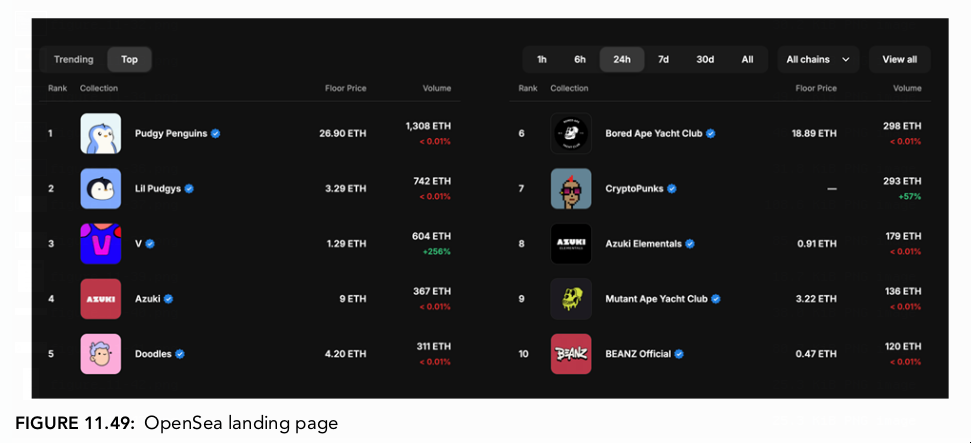 Trending Top 1h 6h 24h 7d 30d All All chains View all
Rank Collection Floor Price Volume Rank Collection Floor Price Volume
1 Pudgy Penguins 26.90 ETH 1,308 ETH
< 0.01%
2 Lil Pudgys 3.29 ETH 742 ETH
< 0.01%
3 V 1.29 ETH 604 ETH
+256%
4 AZUKI Azuki 9 ETH 367 ETH
< 0.01%
5 Doodles 4.20 ETH 311 ETH
< 0.01%
6 Bored Ape Yacht Club 18.89 ETH 298 ETH
< 0.01%
7 CryptoPunks — 293 ETH
+57%
8 AZUKI ELEMENTALS Azuki Elementals 0.91 ETH 179 ETH
< 0.01%
9 Mutant Ape Yacht Club 3.22 ETH 136 ETH
< 0.01%
10 BEANZ BEANZ Official 0.47 ETH 120 ETH
< 0.01%
FIGURE 11.49: OpenSea landing page